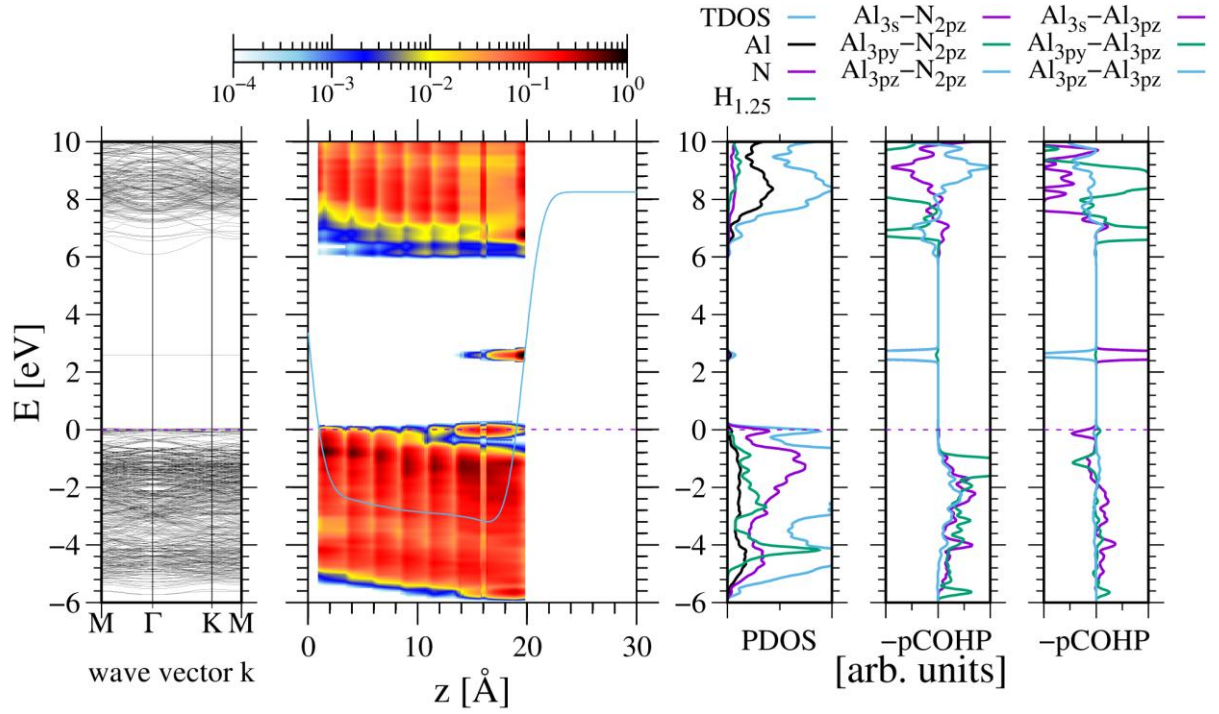 TDOS
Al
N
H1.25
Al3s−N2pz
Al3py−N2pz
Al3pz−N2pz
Al3s−Al3pz
Al3py−Al3pz
Al3pz−Al3pz
10⁻⁴ 10⁻³ 10⁻² 10⁻¹ 10⁰
E [eV]
10
8
6
4
2
0
−2
−4
−6
M Γ K M
wave vector k
0 10 20 30
z [Å]
10
8
6
4
2
0
−2
−4
−6
PDOS
−pCOHP
−pCOHP
[arb. units]